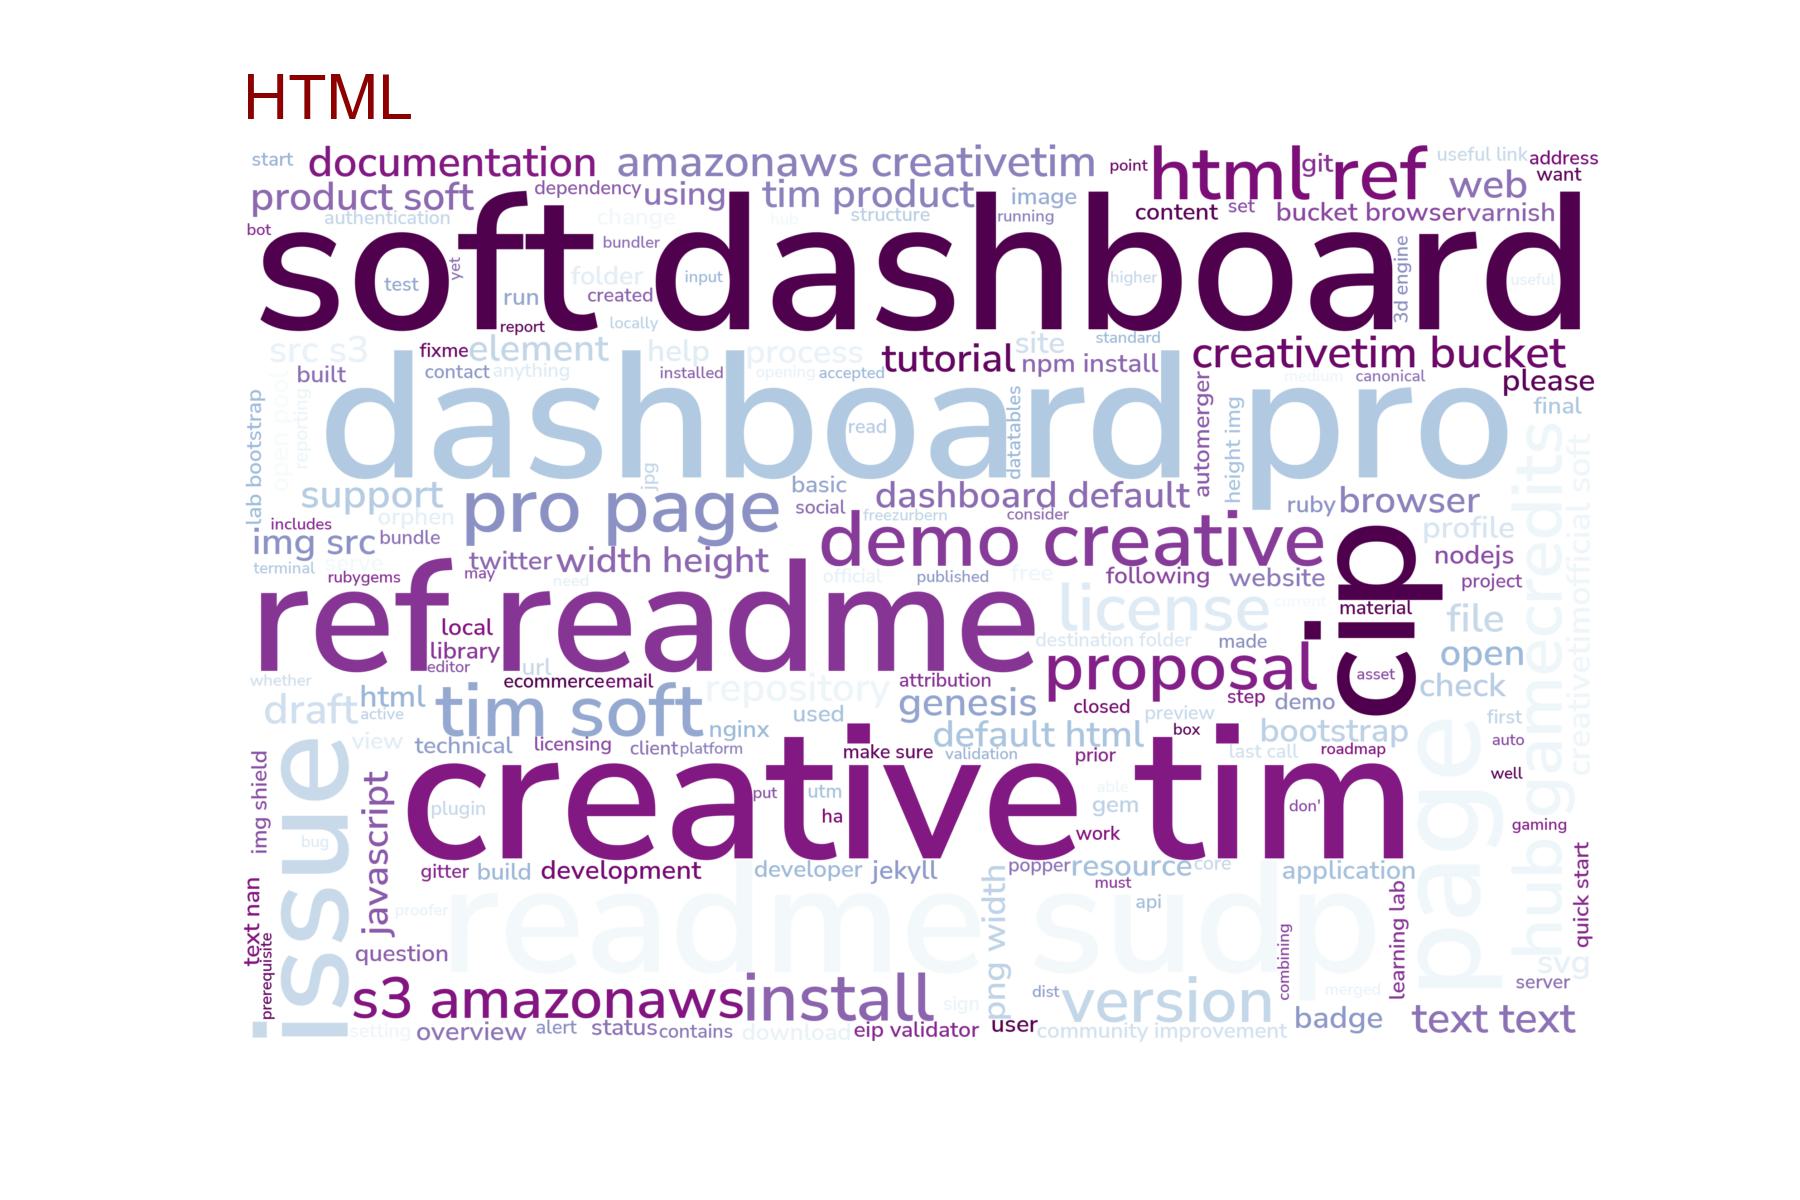 HTML
start documentation amazonaws creativetim point html git ref useful link address
product soft dependency using tim product image web want
authentication change hub structure running content set bucket browservarnish
bot soft dashboard
bundler
test yet folder input higher 3d engine useful
run created
report locally
src s3 fixme element help process tutorial site standard creativetim bucket
built contact anything installed opening accepted npm install medium canonical please
lab bootstrap open pool reporting dashboard pro
read datatables automerger height img final
jpg
support pro page basic dashboard default ruby browser
orphen social freezurbern consider
includes
img src bundle demo creative cip profile
terminal serve twitter width height nodejs
rubygems may need official published free following website project
ref readme license current material file
local destination folder made
library proposal open
editor url
whether ecommerce email attribution asset check
draft html tim soft repository genesis step demo
active nginx used closed preview box bootstrap first
view technical licensing client platform make sure default html validation prior last call roadmap auto
creative tim well
issue img shield javascript plugin put utm able gem don'
bug ha work gaming
page hub game credits creativetimofficial soft
gitter build development developer jekyll popper resource core application
text nan must quick start
proofer readme sudp api
prerequisite question png width combining learning lab svg
s3 amazonaws install sign dist version merged server
setting overview alert status contains download eip validator user community improvement badge text text